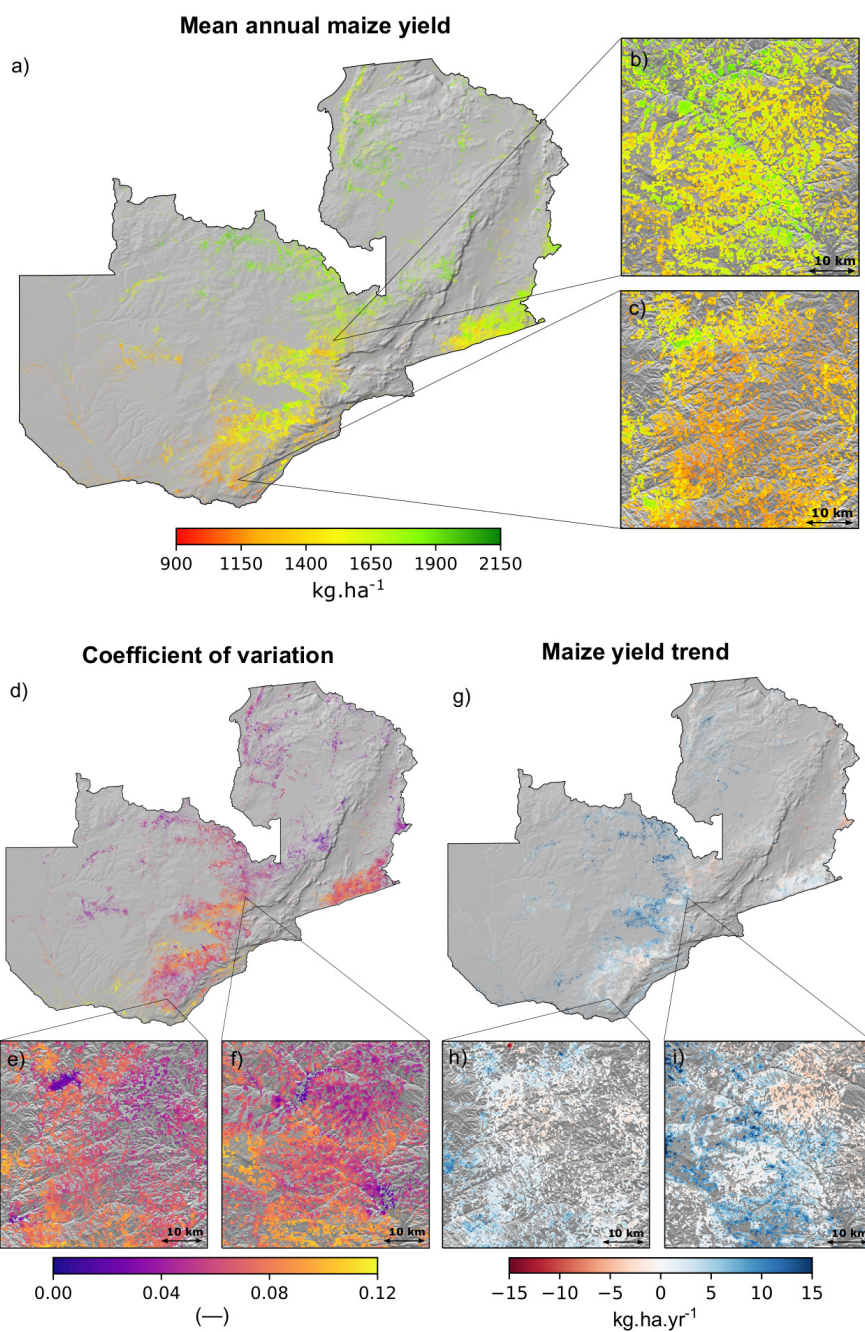 Mean annual maize yield
a)
b)
10 km
c)
10 km
900 1150 1400 1650 1900 2150
kg.ha⁻¹
Coefficient of variation
Maize yield trend
d)
g)
e)
f)
h)
i)
10 km
10 km
10 km
10 km
0.00 0.04 0.08 0.12
(—)
−15 −10 −5 0 5 10 15
kg.ha.yr⁻¹